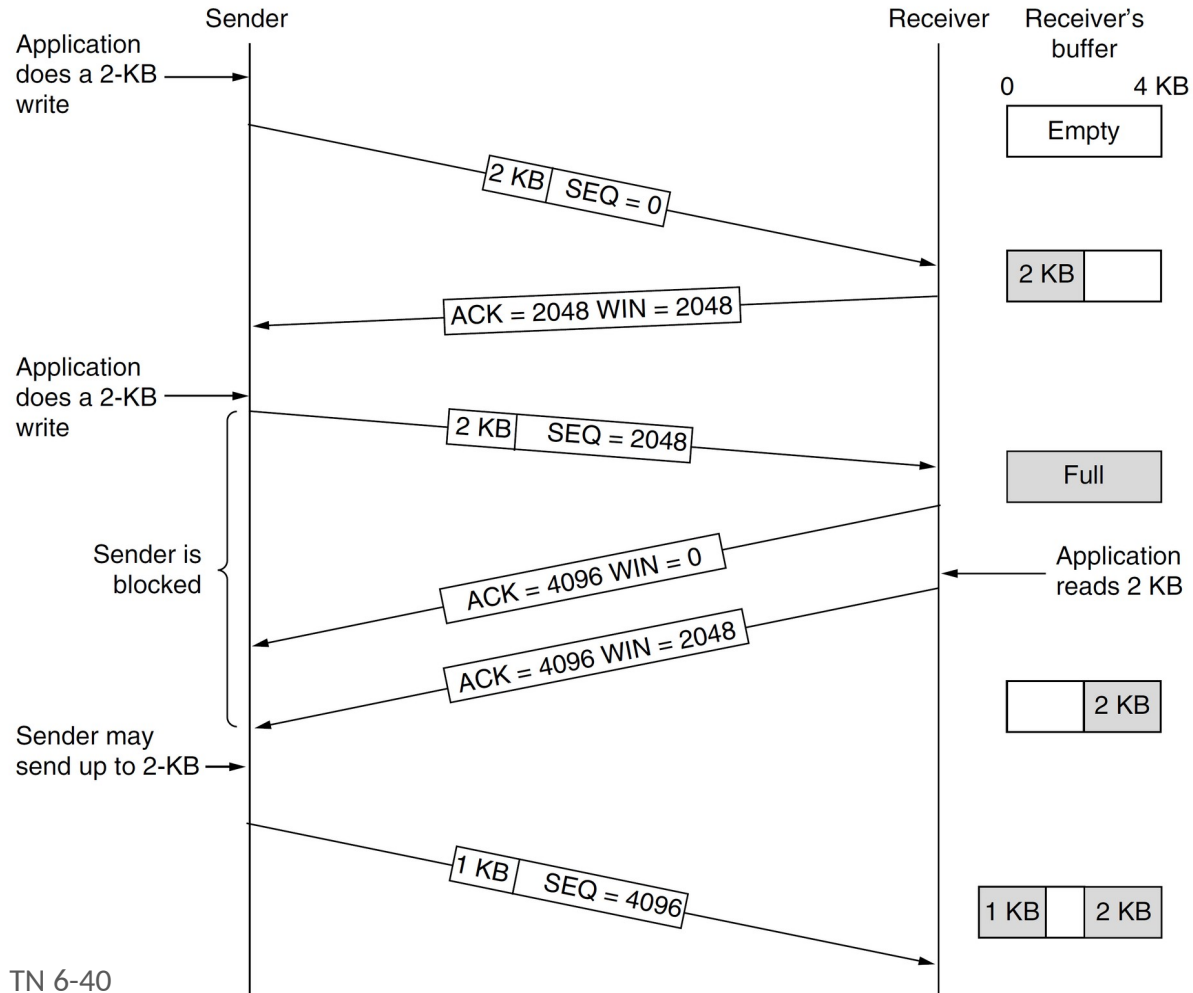 Sender
Receiver
Receiver's
buffer
Application
does a 2-KB
write
0
4 KB
Empty
2 KB
SEQ = 0
2 KB
ACK = 2048 WIN = 2048
Application
does a 2-KB
write
2 KB
SEQ = 2048
Full
Sender is
blocked
ACK = 4096 WIN = 0
Application
reads 2 KB
ACK = 4096 WIN = 2048
2 KB
Sender may
send up to 2-KB
1 KB
SEQ = 4096
1 KB
2 KB
TN 6-40